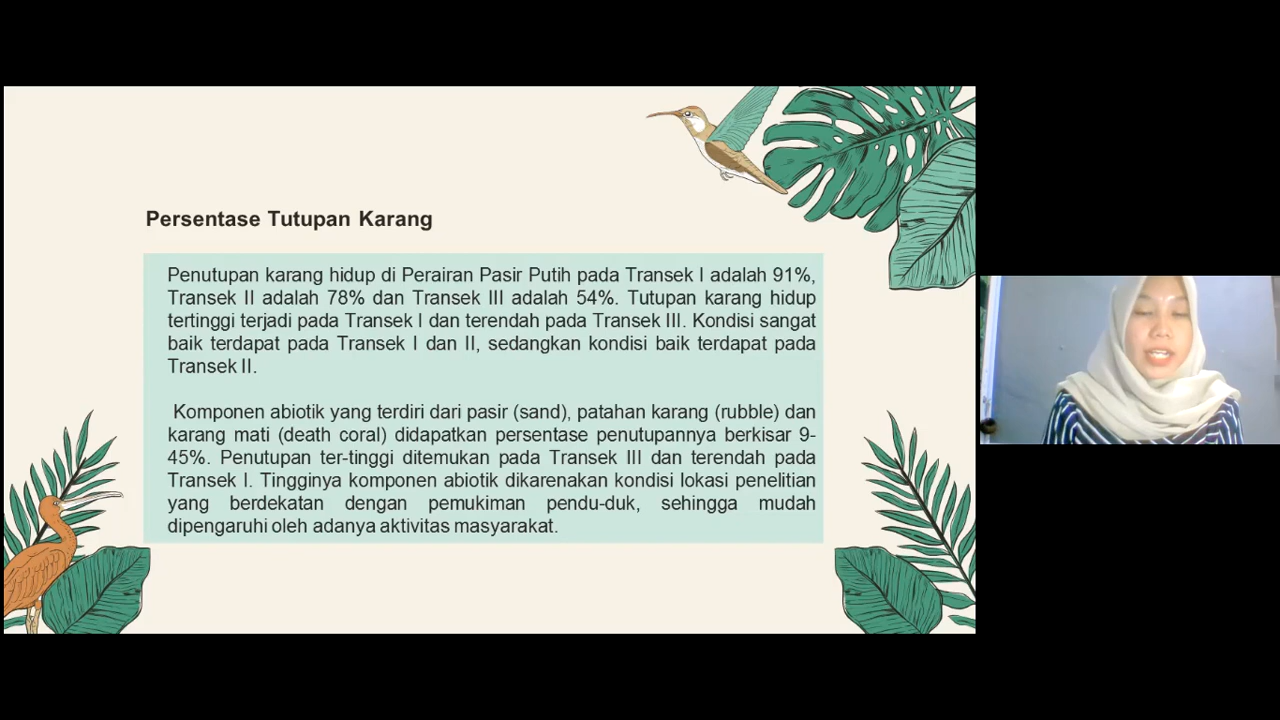 Persentase Tutupan Karang
Penutupan karang hidup di Perairan Pasir Putih pada Transek I adalah 91%,
Transek II adalah 78% dan Transek III adalah 54%. Tutupan karang hidup
tertinggi terjadi pada Transek I dan terendah pada Transek III. Kondisi sangat
baik terdapat pada Transek I dan II, sedangkan kondisi baik terdapat pada
Transek II.
Komponen abiotik yang terdiri dari pasir (sand), patahan karang (rubble) dan
karang mati (death coral) didapatkan persentase penutupannya berkisar 9-
45%. Penutupan ter-tinggi ditemukan pada Transek III dan terendah pada
Transek I. Tingginya komponen abiotik dikarenakan kondisi lokasi penelitian
yang berdekatan dengan pemukiman pendu-duk, sehingga mudah
dipengaruhi oleh adanya aktivitas masyarakat.